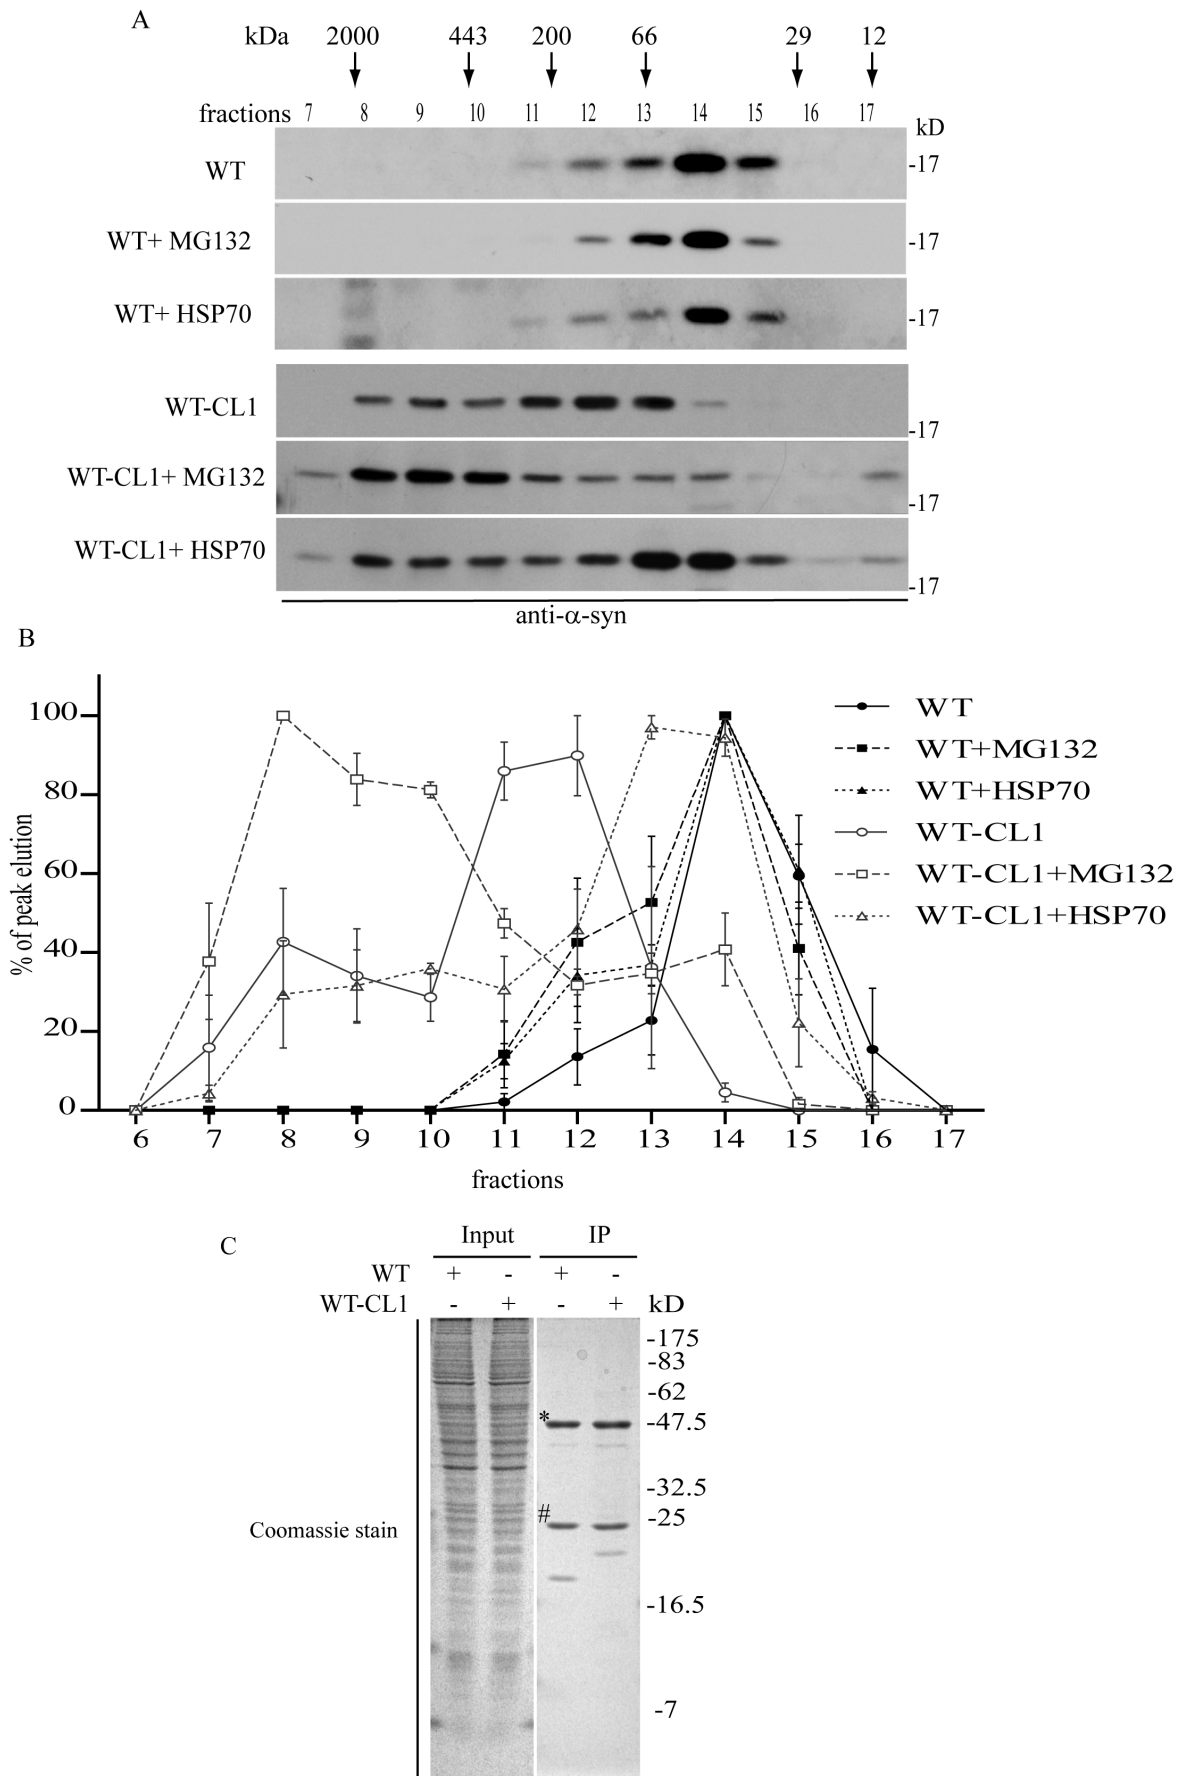 A
kDa 2000 443 200 66 29 12
fractions 7 8 9 10 11 12 13 14 15 16 17
kD
WT -17
WT+ MG132 -17
WT+ HSP70 -17
WT-CL1 -17
WT-CL1+ MG132 -17
WT-CL1+ HSP70 -17
anti-α-syn
B
100
80
60
40
20
0
% of peak elution
6 7 8 9 10 11 12 13 14 15 16 17
fractions
WT
WT+MG132
WT+HSP70
WT-CL1
WT-CL1+MG132
WT-CL1+HSP70
C
Input IP
WT + - + -
WT-CL1 - + - + kD
-175
-83
-62
* -47.5
-32.5
# -25
Coomassie stain
-16.5
-7